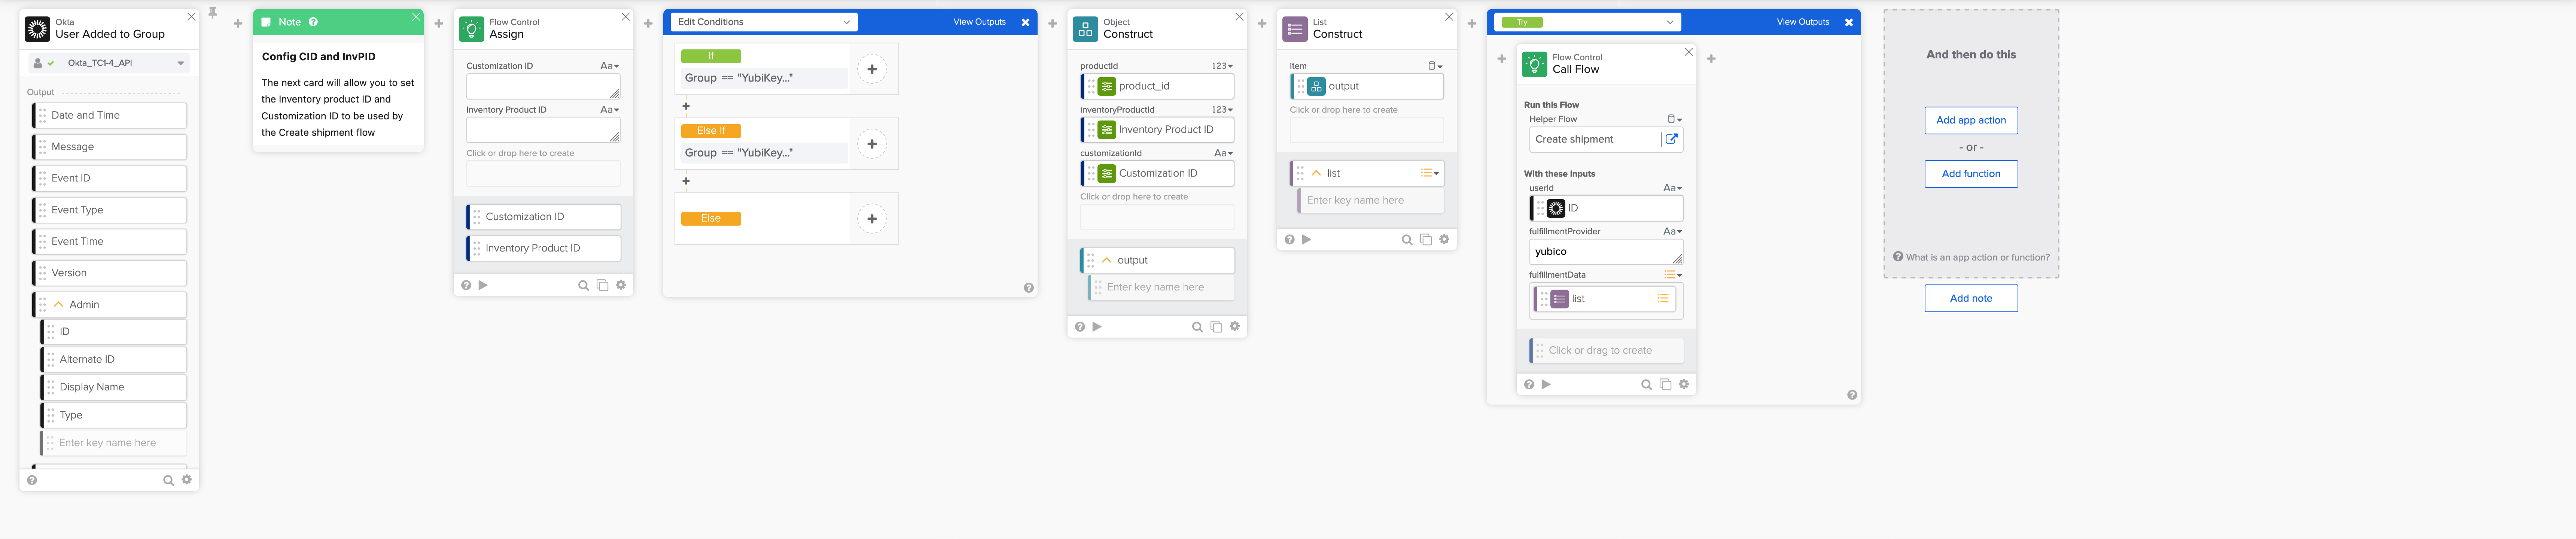 Okta
User Added to Group
Okta_TC1-4_API
Output
Date and Time
Message
Event ID
Event Type
Event Time
Version
Admin
ID
Alternate ID
Display Name
Type
Enter key name here
Note
Config CID and InvPID
The next card will allow you to set
the Inventory product ID and
Customization ID to be used by
the Create shipment flow
Flow Control
Assign
Customization ID Aa
Inventory Product ID Aa
Click or drop here to create
Customization ID
Inventory Product ID
Edit Conditions
View Outputs
If
Group == "YubiKey..."
Else If
Group == "YubiKey..."
Else
Object
Construct
productId 123
product_id
inventoryProductId 123
Inventory Product ID
customizationId Aa
Customization ID
Click or drop here to create
output
Enter key name here
List
Construct
item
output
Click or drop here to create
list
Enter key name here
Try
View Outputs
Flow Control
Call Flow
Run this Flow
Helper Flow
Create shipment
With these inputs
userId Aa
ID
fulfillmentProvider Aa
yubico
fulfillmentData
list
Click or drag to create
And then do this
Add app action
- or -
Add function
What is an app action or function?
Add note